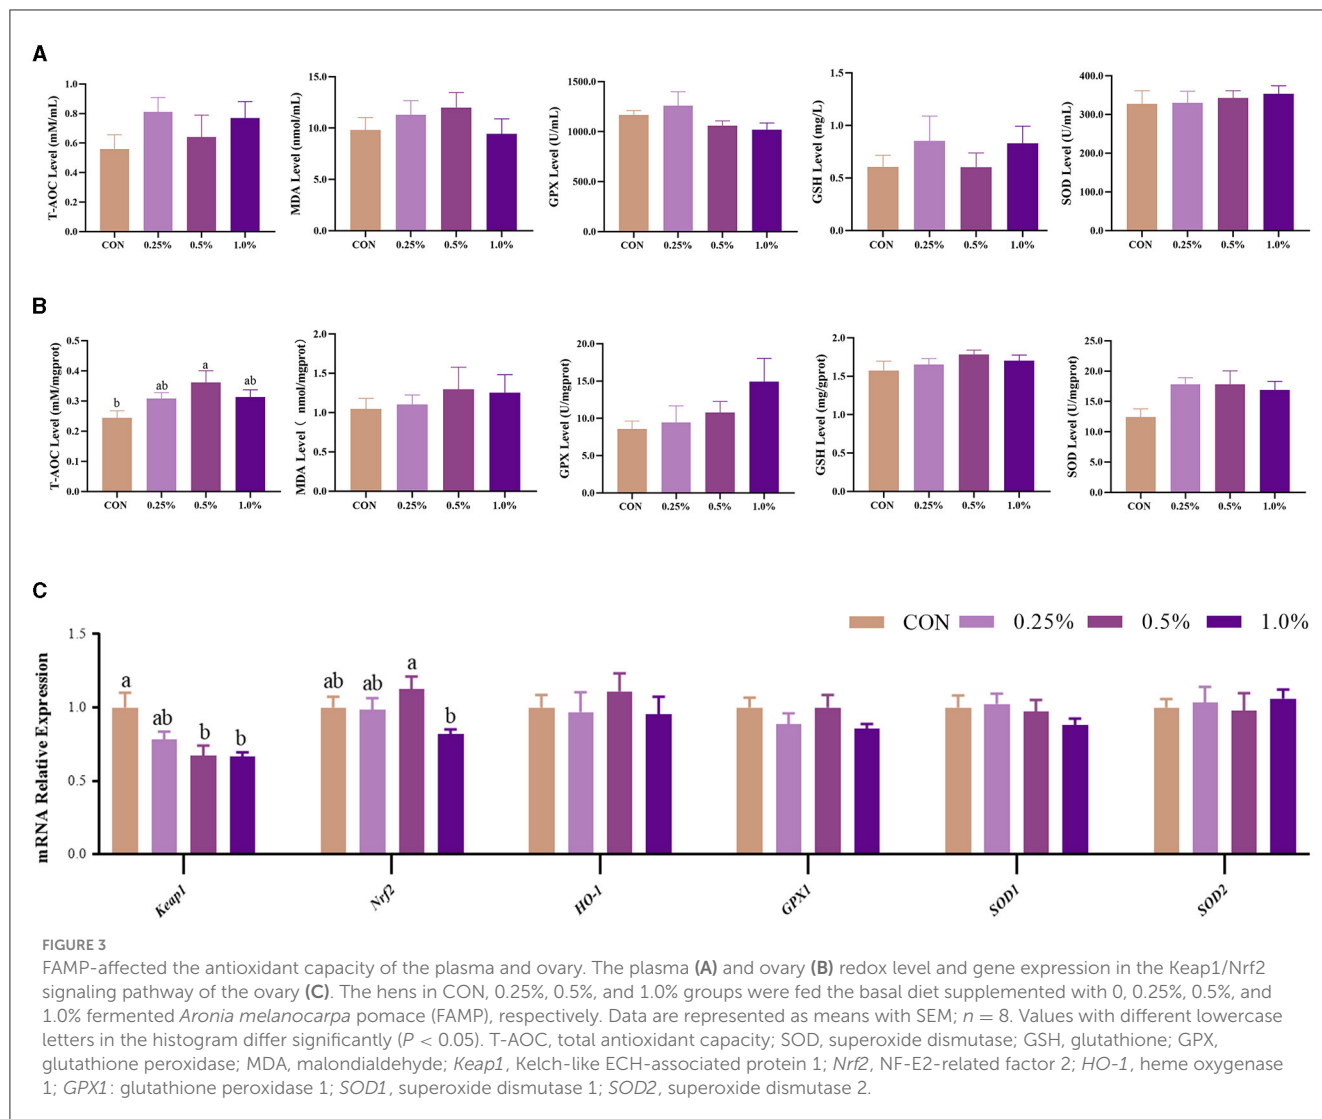 A
T-AOC Level (mM/mL)
1.0
0.8
0.6
0.4
0.2
0.0
CON 0.25% 0.5% 1.0%
MDA Level (nmol/mL)
15.0
10.0
5.0
0.0
CON 0.25% 0.5% 1.0%
GPX Level (U/mL)
1500.0
1000.0
500.0
0.0
CON 0.25% 0.5% 1.0%
GSH Level (mg/L)
1.5
1.0
0.5
0.0
CON 0.25% 0.5% 1.0%
SOD Level (U/mL)
400.0
300.0
200.0
100.0
0.0
CON 0.25% 0.5% 1.0%
B
T-AOC Level (mM/mgprot)
0.5
0.4
0.3
0.2
0.1
0.0
b ab a ab
CON 0.25% 0.5% 1.0%
MDA Level ( nmol/mgprot)
2.0
1.5
1.0
0.5
0.0
CON 0.25% 0.5% 1.0%
GPX Level (U/mgprot)
20.0
15.0
10.0
5.0
0.0
CON 0.25% 0.5% 1.0%
GSH Level (mg/gprot)
2.0
1.5
1.0
0.5
0.0
CON 0.25% 0.5% 1.0%
SOD Level (U/mgprot)
25.0
20.0
15.0
10.0
5.0
0.0
CON 0.25% 0.5% 1.0%
C
CON 0.25% 0.5% 1.0%
mRNA Relative Expression
1.5
1.0
0.5
0.0
a ab b b
ab ab a b
Keap1 Nrf2 HO-1 GPX1 SOD1 SOD2
FIGURE 3
FAMP-affected the antioxidant capacity of the plasma and ovary. The plasma (A) and ovary (B) redox level and gene expression in the Keap1/Nrf2
signaling pathway of the ovary (C). The hens in CON, 0.25%, 0.5%, and 1.0% groups were fed the basal diet supplemented with 0, 0.25%, 0.5%, and
1.0% fermented Aronia melanocarpa pomace (FAMP), respectively. Data are represented as means with SEM; n = 8. Values with different lowercase
letters in the histogram differ significantly (P < 0.05). T-AOC, total antioxidant capacity; SOD, superoxide dismutase; GSH, glutathione; GPX,
glutathione peroxidase; MDA, malondialdehyde; Keap1, Kelch-like ECH-associated protein 1; Nrf2, NF-E2-related factor 2; HO-1, heme oxygenase
1; GPX1: glutathione peroxidase 1; SOD1, superoxide dismutase 1; SOD2, superoxide dismutase 2.